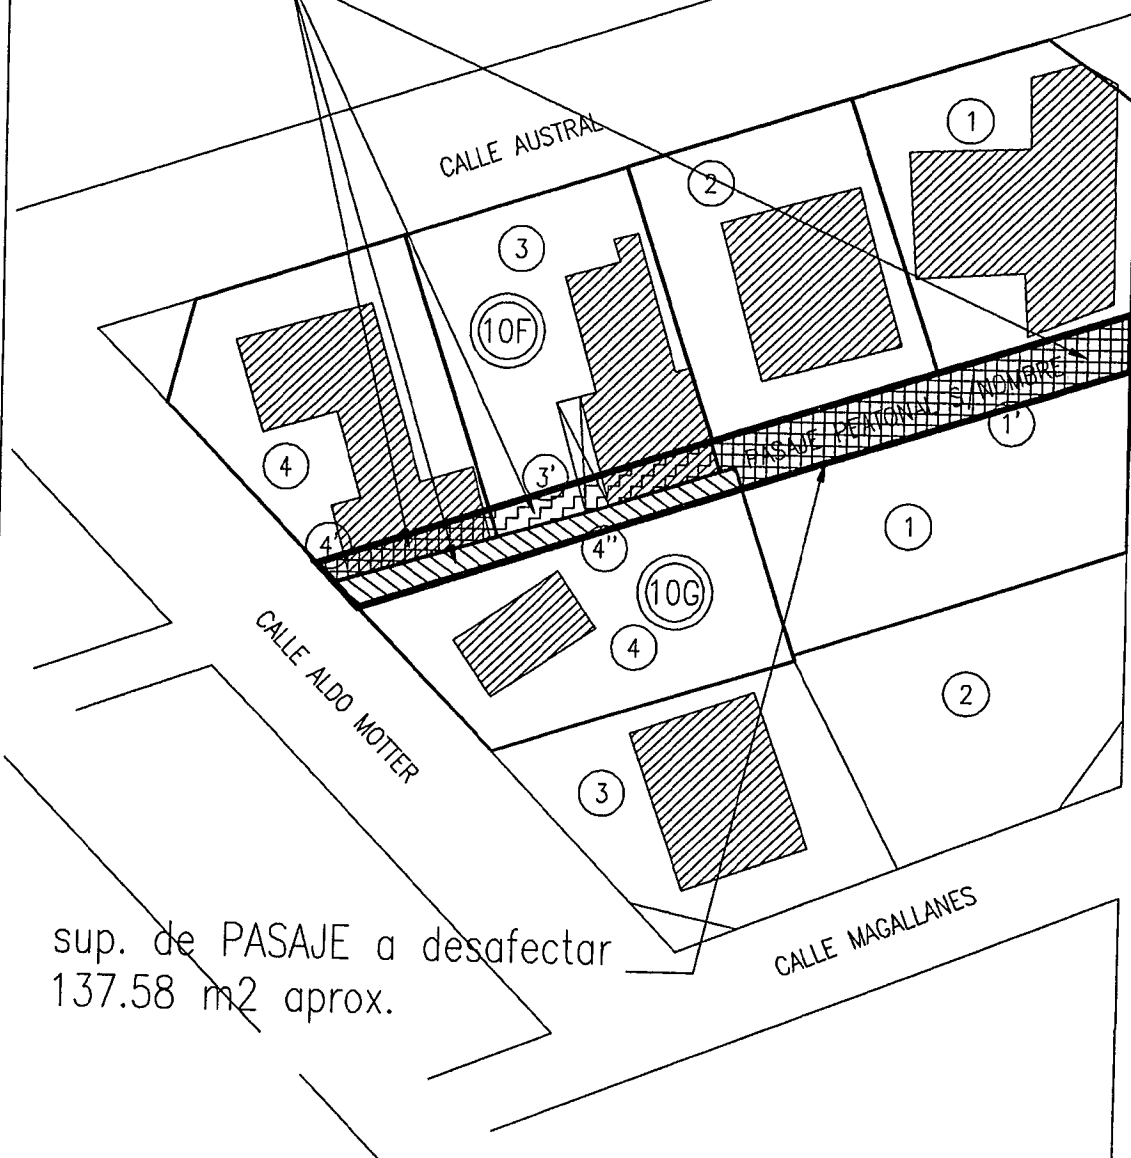 CALLE AUSTRAL
1
2
3
10F
4
3'
4'
4''
PASAJE PEATONAL S/NOMBRE
1'
1
10G
4
2
3
CALLE ALDO MOTTER
CALLE MAGALLANES
sup. de PASAJE a desafectar
137.58 m2 aprox.